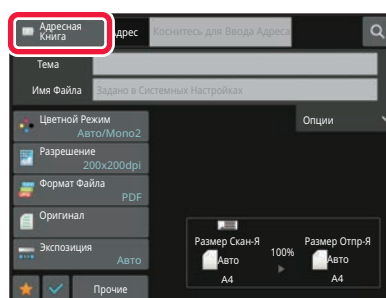 Адресная
Книга
дрес
Коснитесь для Ввода Адреса
Тема
Имя Файла
Задано в Системных Настройках
Цветной Режим
Авто/Mono2
Опции
Разрешение
200x200dpi
Формат Файла
PDF
Оригинал
Экспозиция
Авто
Размер Скан-Я
Авто
A4
100%
Размер Отпр-Я
Авто
A4
Прочие